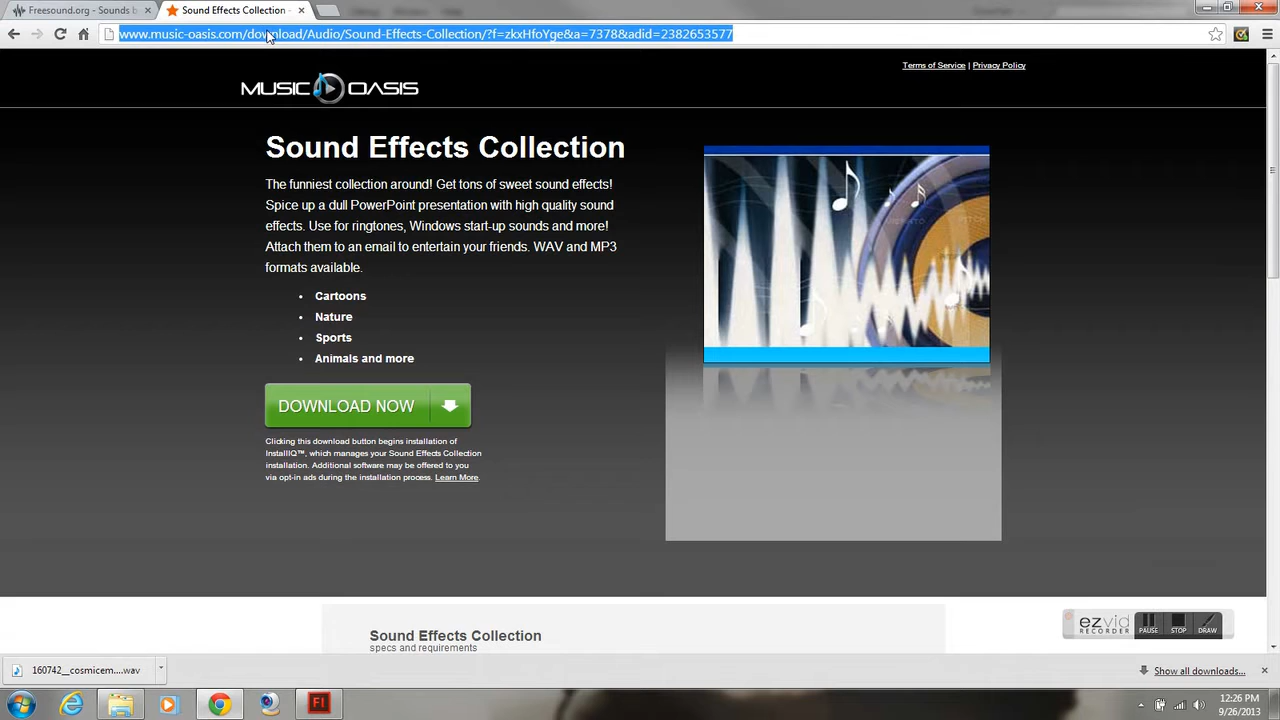 Freesound.org - Sounds b
Sound Effects Collection -
www.music-oasis.com/download/Audio/Sound-Effects-Collection/?f=zkxHfoYge&a=7378&adid=2382653577
Terms of Service | Privacy Policy
MUSIC OASIS
Sound Effects Collection
The funniest collection around! Get tons of sweet sound effects!
Spice up a dull PowerPoint presentation with high quality sound
effects. Use for ringtones, Windows start-up sounds and more!
Attach them to an email to entertain your friends. WAV and MP3
formats available.
• Cartoons
• Nature
• Sports
• Animals and more
DOWNLOAD NOW
Clicking this download button begins installation of
InstallIQ™, which manages your Sound Effects Collection
installation. Additional software may be offered to you
via opt-in ads during the installation process. Learn More.
Sound Effects Collection
specs and requirements
ezvid
RECORDER
PAUSE
STOP
DRAW
160742__cosmicem....wav
Show all downloads...
Fl
12:26 PM
9/26/2013